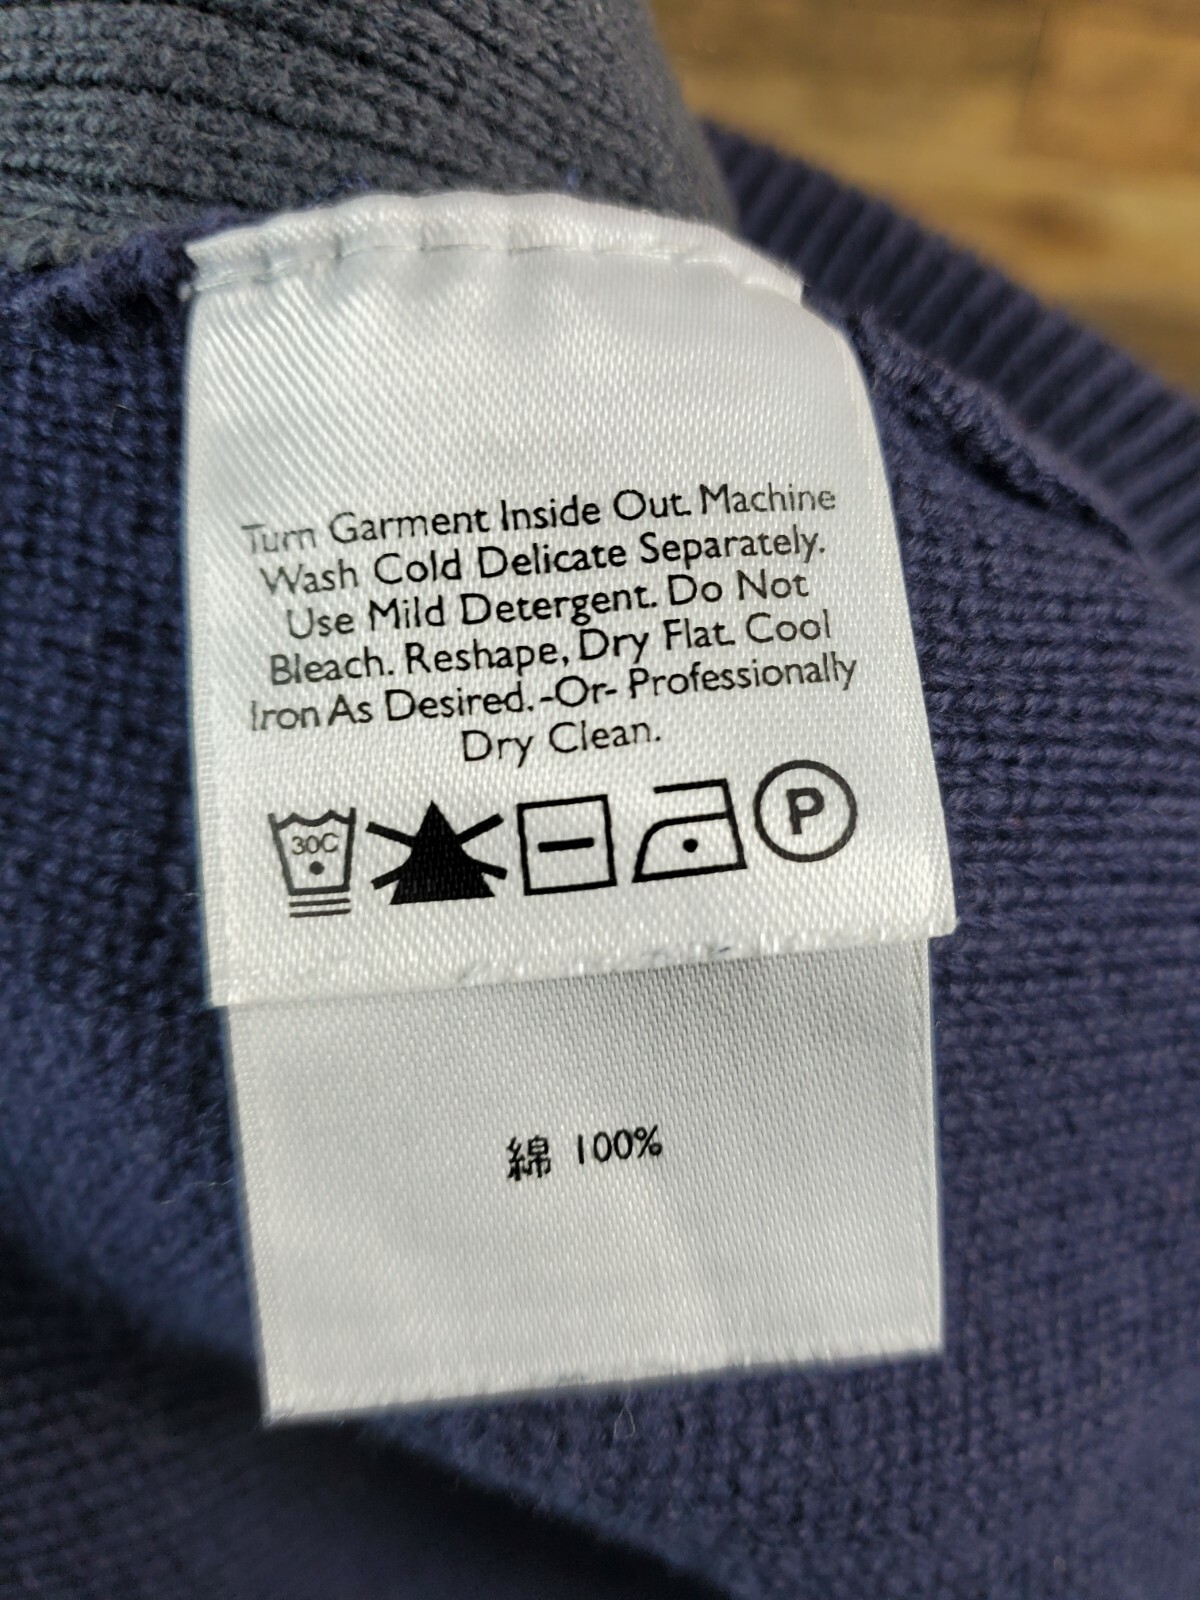 Turn Garment Inside Out. Machine
Wash Cold Delicate Separately.
Use Mild Detergent. Do Not
Bleach. Reshape, Dry Flat. Cool
Iron As Desired. -Or- Professionally
Dry Clean.
30C
P
綿 100%